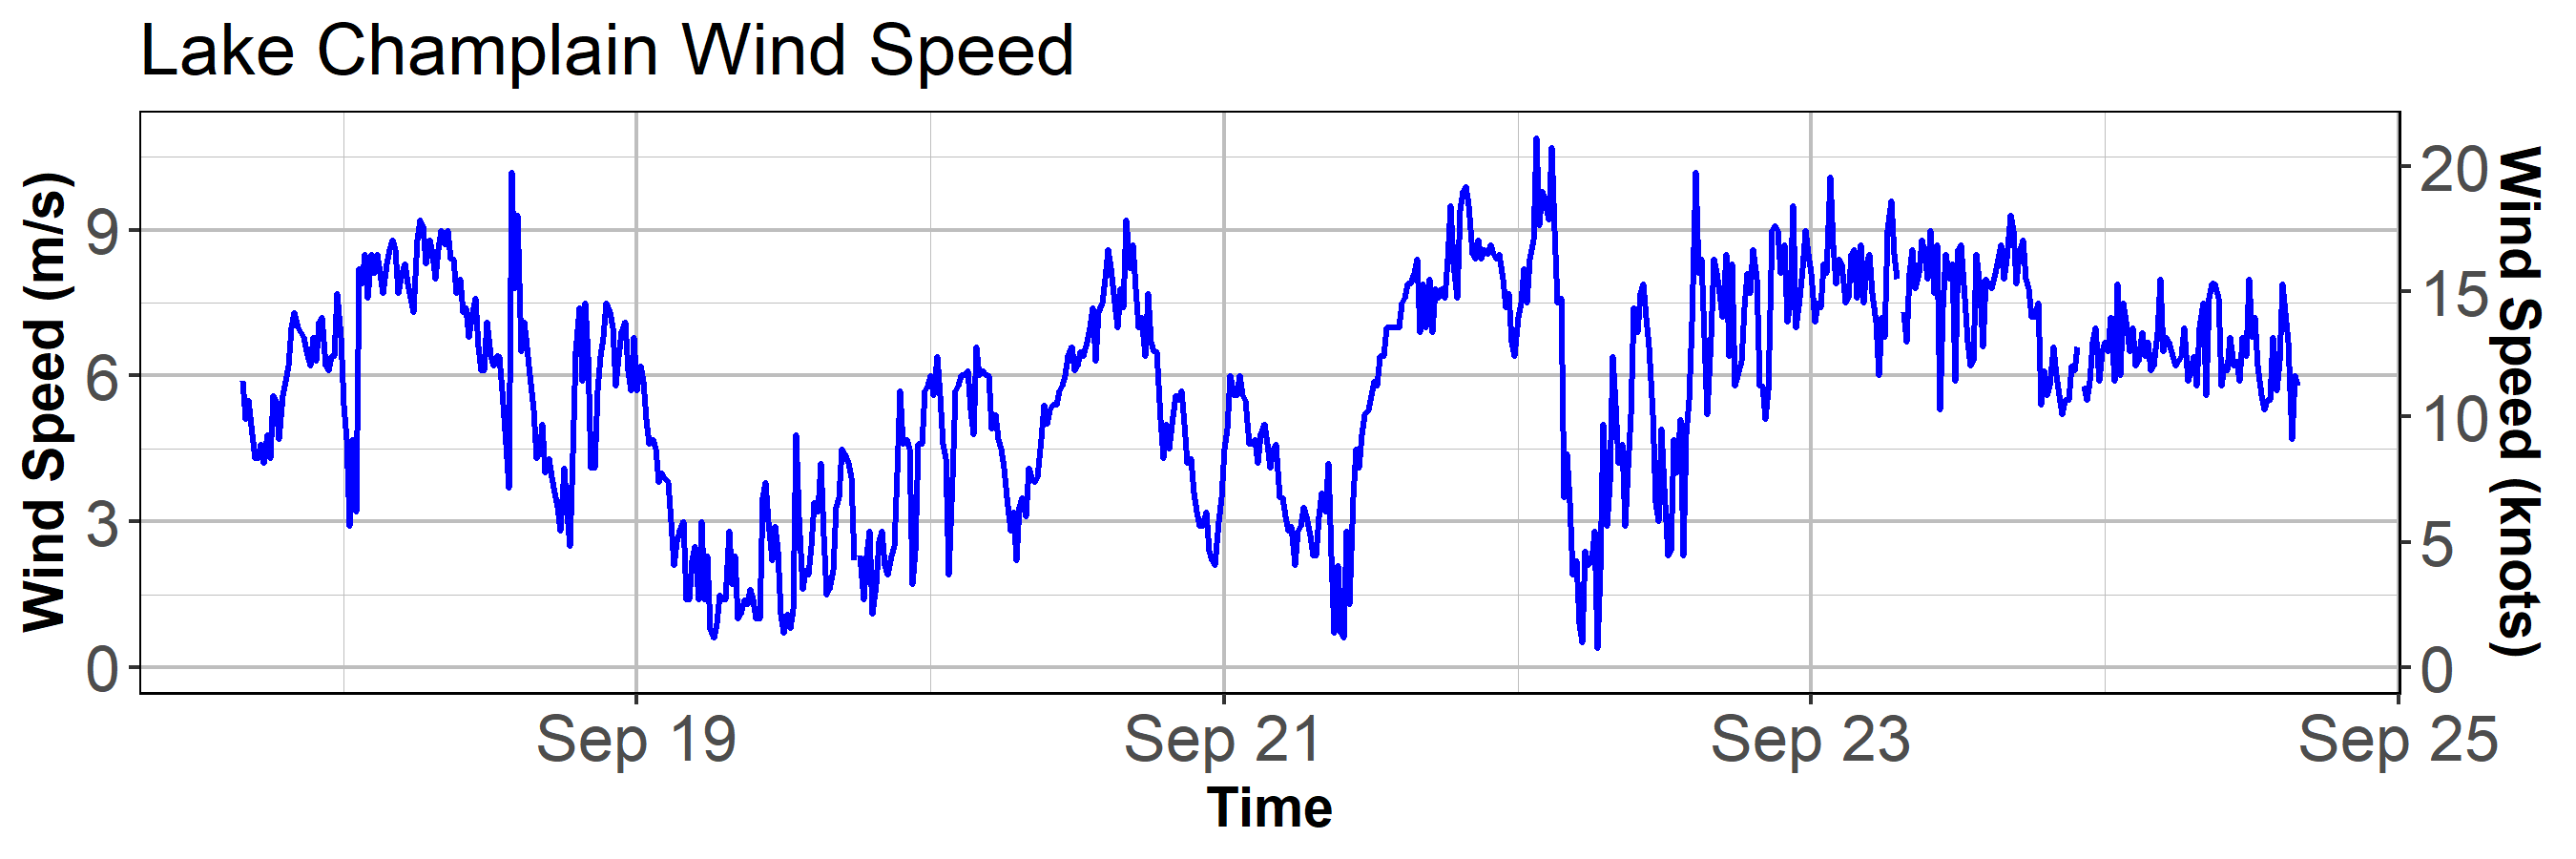 Lake Champlain Wind Speed
Wind Speed (m/s)
9
6
3
0
20
15
10
5
0
Wind Speed (knots)
Sep 19
Sep 21
Sep 23
Sep 25
Time